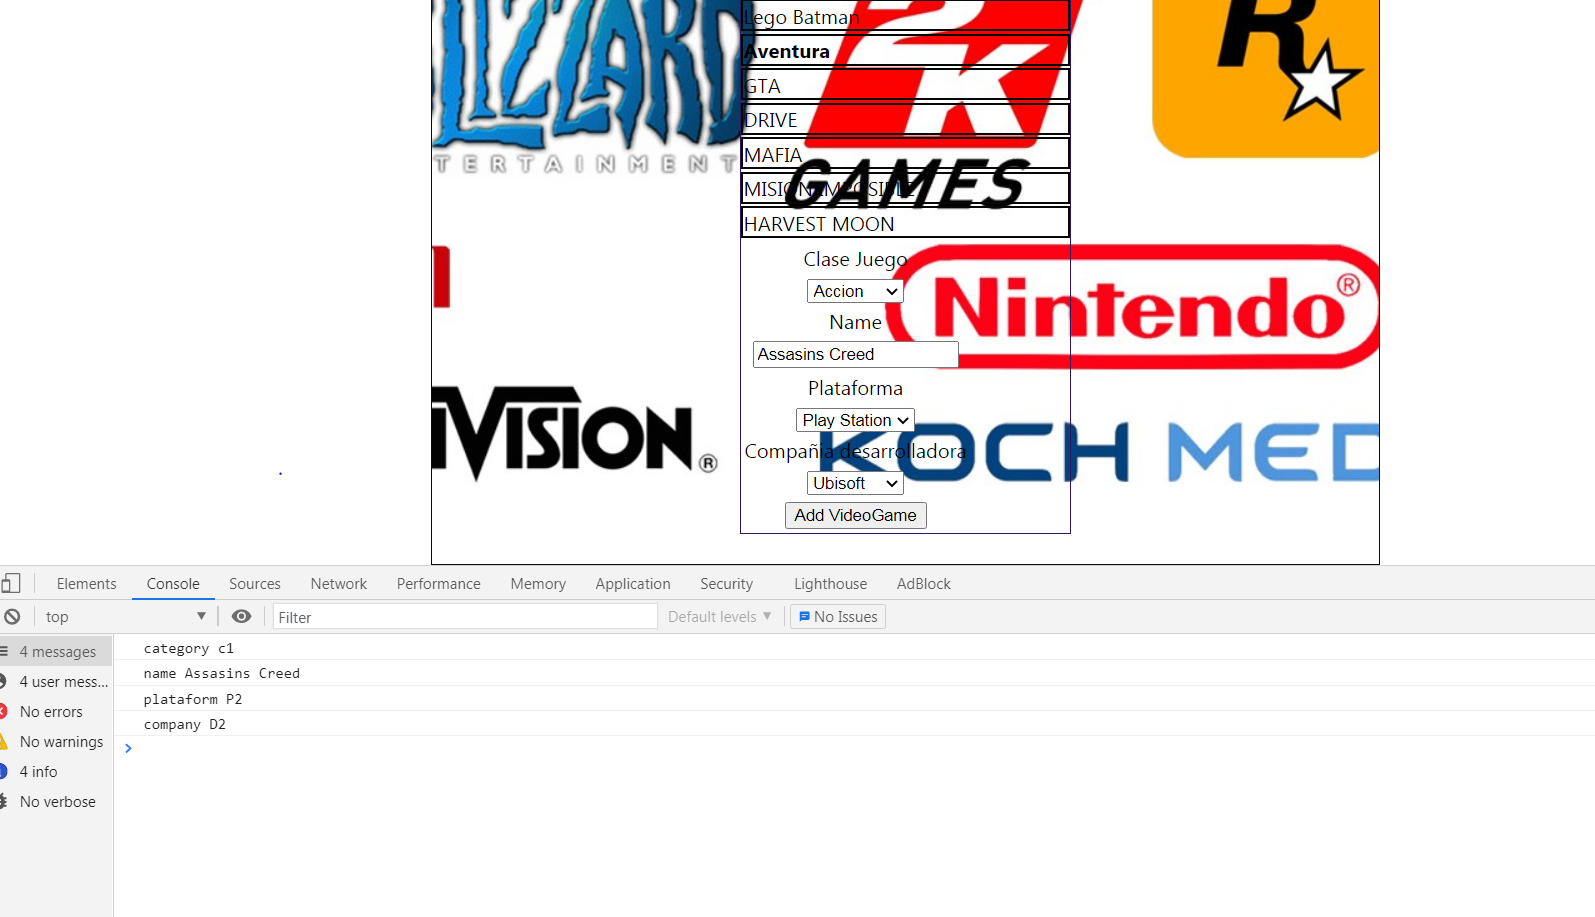 Lego Batman
Aventura
GTA
DRIVE
MAFIA
MISION IMPOSIBLE
HARVEST MOON
Clase Juego
Accion
Name
Assasins Creed
Plataforma
Play Station
Compañia desarrolladora
Ubisoft
Add VideoGame
LIZZARD
TERTAINMENT
2K
GAMES
R
Nintendo®
iVISION®
KOCH MED
Elements Console Sources Network Performance Memory Application Security Lighthouse AdBlock
top Filter Default levels No Issues
4 messages
4 user mess...
No errors
No warnings
4 info
No verbose
category c1
name Assasins Creed
plataform P2
company D2